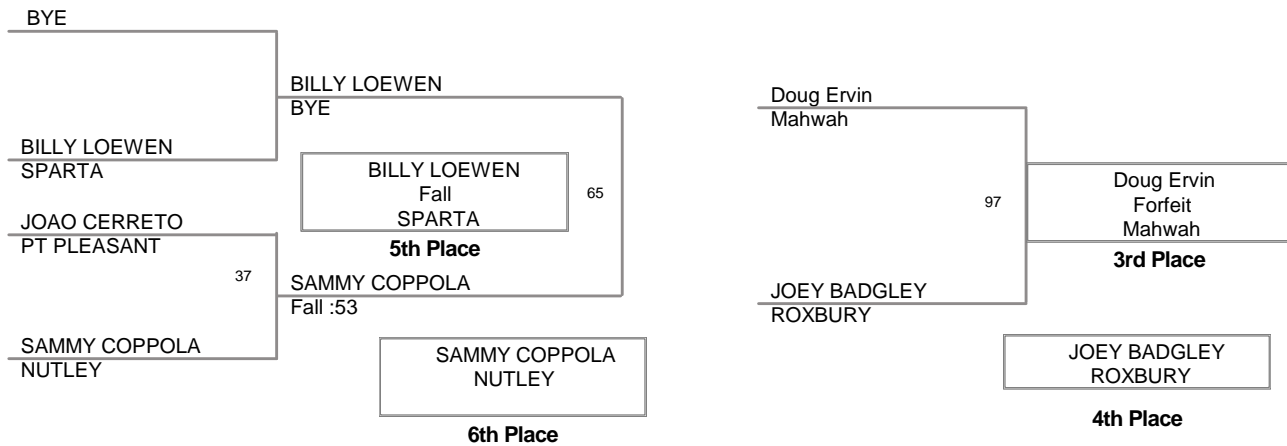 BYE
BILLY LOEWEN
BYE
BILLY LOEWEN
SPARTA
BILLY LOEWEN
Fall
SPARTA
65
5th Place
JOAO CERRETO
PT PLEASANT
37
SAMMY COPPOLA
Fall :53
SAMMY COPPOLA
NUTLEY
SAMMY COPPOLA
NUTLEY
6th Place
Doug Ervin
Mahwah
97
Doug Ervin
Forfeit
Mahwah
3rd Place
JOEY BADGLEY
ROXBURY
JOEY BADGLEY
ROXBURY
4th Place